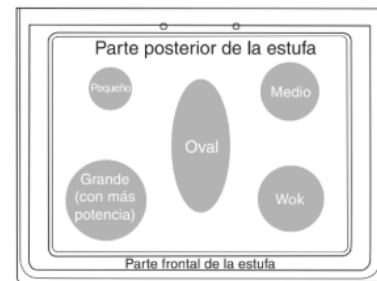 Parte posterior de la estufa
Pequeño
Medio
Oval
Grande
(con más
potencia)
Wok
Parte frontal de la estufa